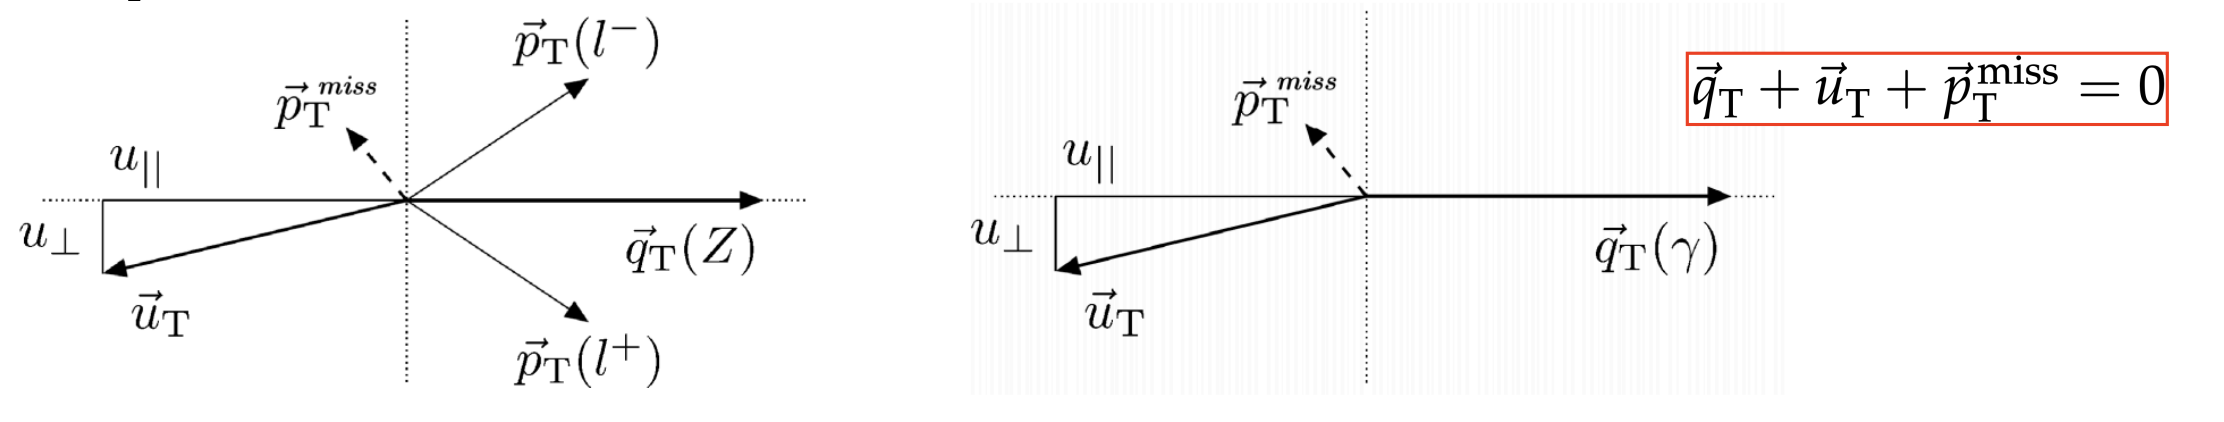 $\vec{p}_{\mathrm{T}}(l^-)$
$\vec{p}_{\mathrm{T}}^{\,miss}$
$u_{||}$
$u_\perp$
$\vec{q}_{\mathrm{T}}(Z)$
$\vec{u}_{\mathrm{T}}$
$\vec{p}_{\mathrm{T}}(l^+)$
$\vec{p}_{\mathrm{T}}^{\,miss}$
$u_{||}$
$u_\perp$
$\vec{q}_{\mathrm{T}}(\gamma)$
$\vec{u}_{\mathrm{T}}$
$\vec{q}_{\mathrm{T}} + \vec{u}_{\mathrm{T}} + \vec{p}_{\mathrm{T}}^{\,\mathrm{miss}} = 0$